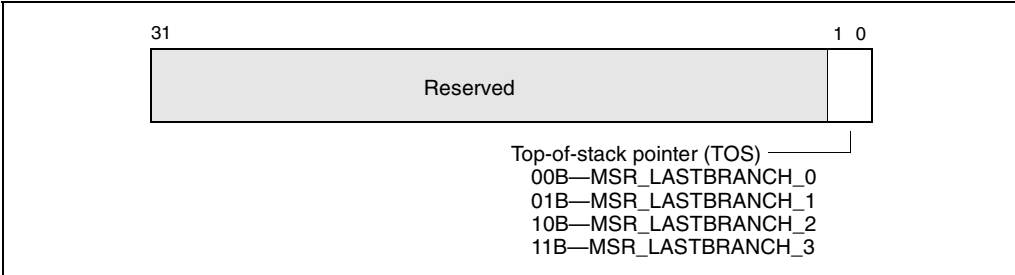 31 1 0
Reserved
Top-of-stack pointer (TOS)
00B—MSR_LASTBRANCH_0
01B—MSR_LASTBRANCH_1
10B—MSR_LASTBRANCH_2
11B—MSR_LASTBRANCH_3